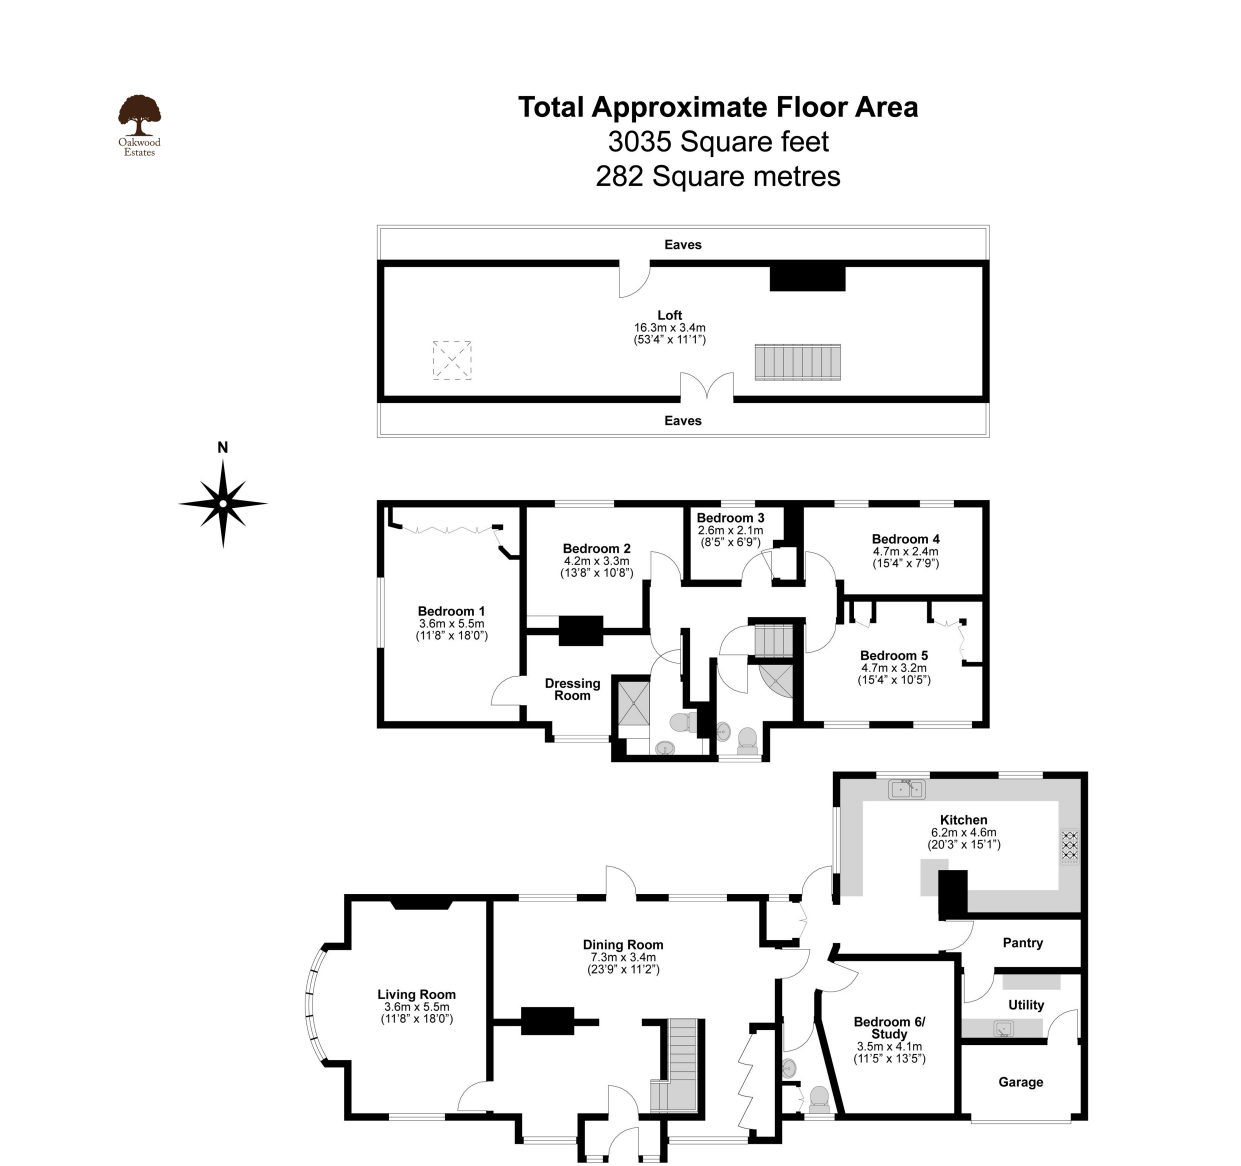 Oakwood
Estates
Total Approximate Floor Area
3035 Square feet
282 Square metres
Eaves
Loft
16.3m x 3.4m
(53'4" x 11'1")
Eaves
N
Bedroom 1
3.6m x 5.5m
(11'8" x 18'0")
Bedroom 2
4.2m x 3.3m
(13'8" x 10'8")
Bedroom 3
2.6m x 2.1m
(8'5" x 6'9")
Bedroom 4
4.7m x 2.4m
(15'4" x 7'9")
Bedroom 5
4.7m x 3.2m
(15'4" x 10'5")
Dressing
Room
Kitchen
6.2m x 4.6m
(20'3" x 15'1")
Dining Room
7.3m x 3.4m
(23'9" x 11'2")
Pantry
Living Room
3.6m x 5.5m
(11'8" x 18'0")
Utility
Bedroom 6/
Study
3.5m x 4.1m
(11'5" x 13'5")
Garage